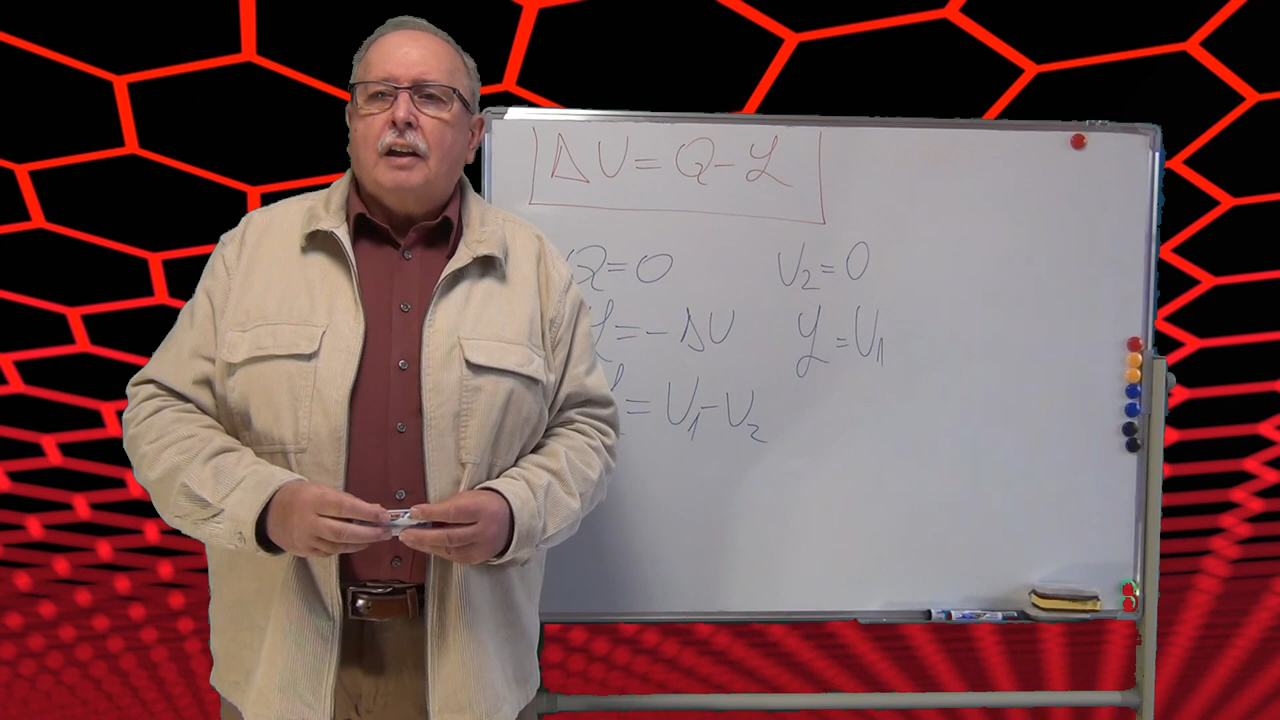 ΔU = Q - ℒ
Q = 0
U₂ = 0
ℒ = - ΔU
ℒ = U₁
= U₁ - U₂